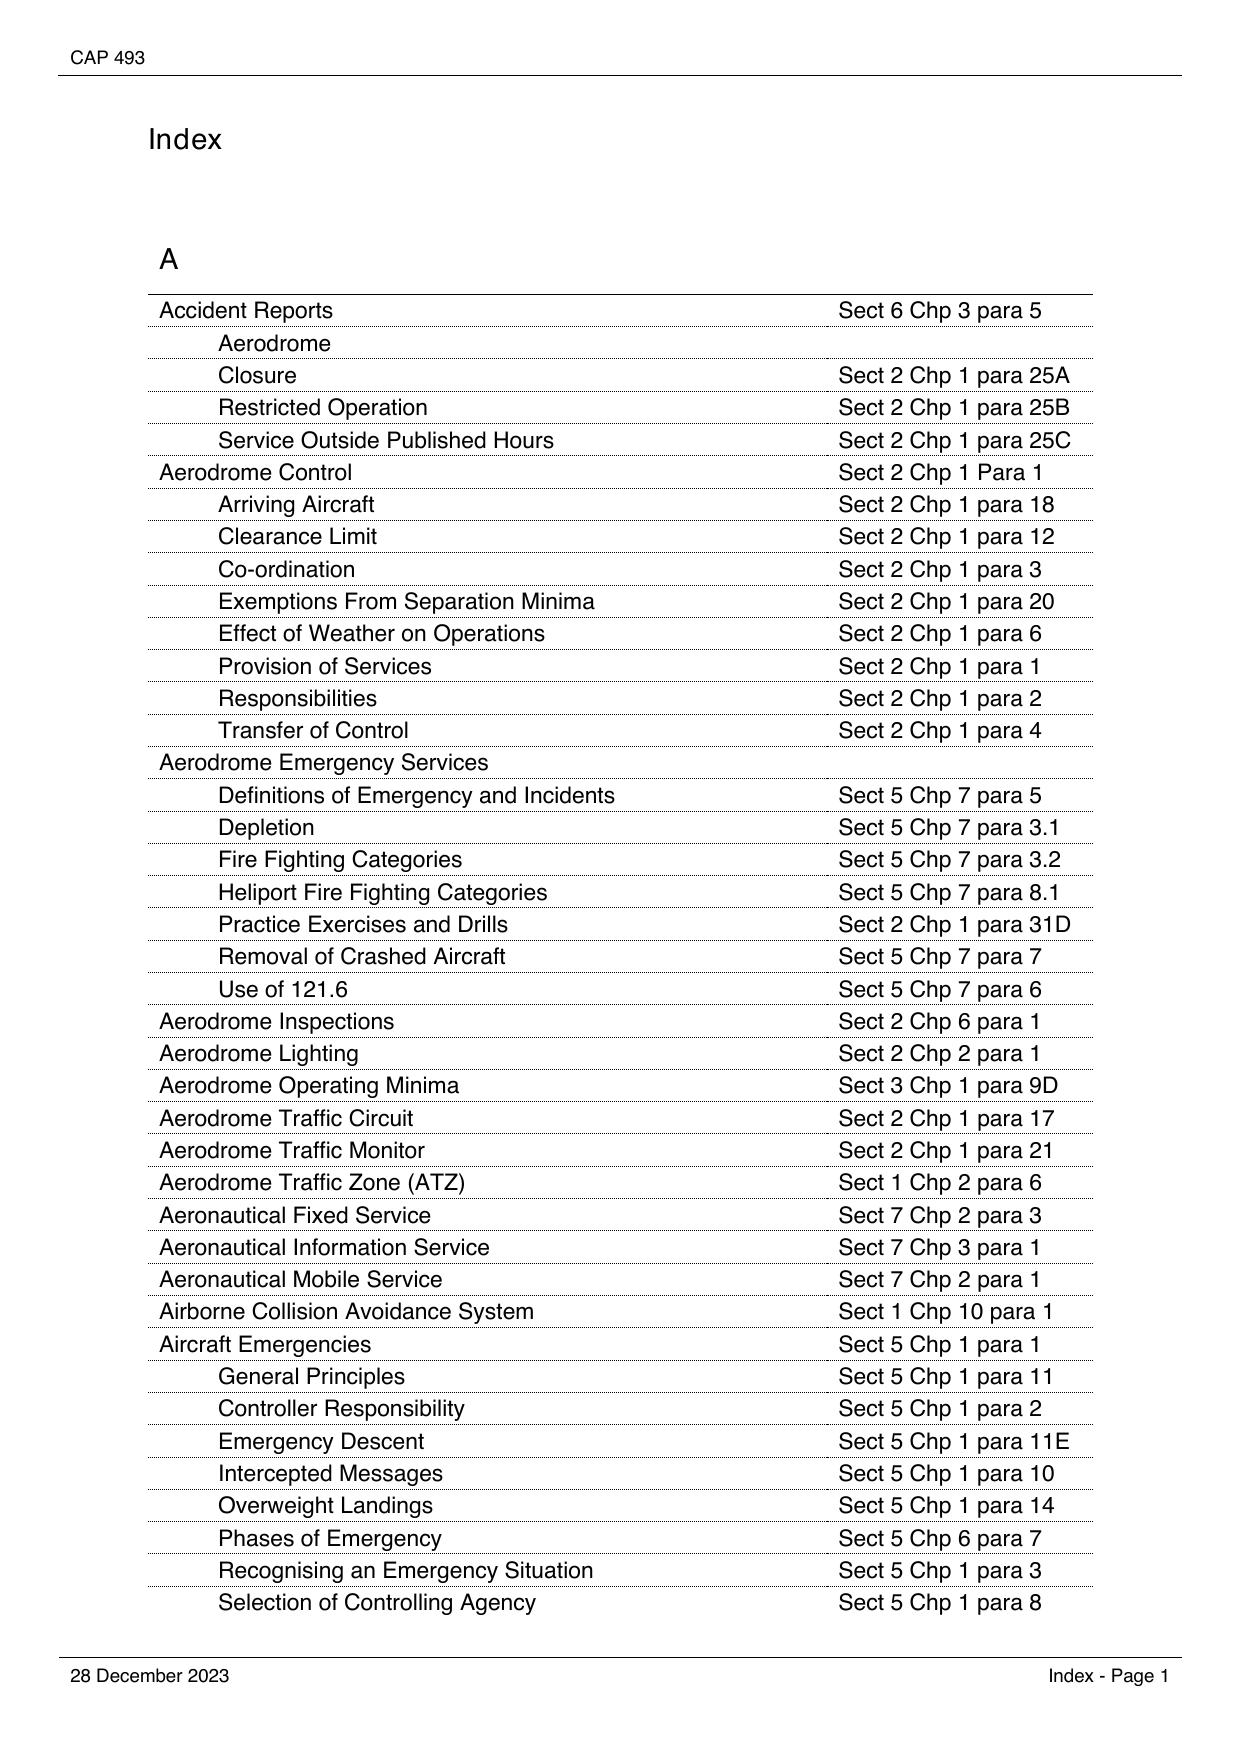 CAP 493
Index
A
Accident Reports Sect 6 Chp 3 para 5
Aerodrome
Closure Sect 2 Chp 1 para 25A
Restricted Operation Sect 2 Chp 1 para 25B
Service Outside Published Hours Sect 2 Chp 1 para 25C
Aerodrome Control Sect 2 Chp 1 Para 1
Arriving Aircraft Sect 2 Chp 1 para 18
Clearance Limit Sect 2 Chp 1 para 12
Co-ordination Sect 2 Chp 1 para 3
Exemptions From Separation Minima Sect 2 Chp 1 para 20
Effect of Weather on Operations Sect 2 Chp 1 para 6
Provision of Services Sect 2 Chp 1 para 1
Responsibilities Sect 2 Chp 1 para 2
Transfer of Control Sect 2 Chp 1 para 4
Aerodrome Emergency Services
Definitions of Emergency and Incidents Sect 5 Chp 7 para 5
Depletion Sect 5 Chp 7 para 3.1
Fire Fighting Categories Sect 5 Chp 7 para 3.2
Heliport Fire Fighting Categories Sect 5 Chp 7 para 8.1
Practice Exercises and Drills Sect 2 Chp 1 para 31D
Removal of Crashed Aircraft Sect 5 Chp 7 para 7
Use of 121.6 Sect 5 Chp 7 para 6
Aerodrome Inspections Sect 2 Chp 6 para 1
Aerodrome Lighting Sect 2 Chp 2 para 1
Aerodrome Operating Minima Sect 3 Chp 1 para 9D
Aerodrome Traffic Circuit Sect 2 Chp 1 para 17
Aerodrome Traffic Monitor Sect 2 Chp 1 para 21
Aerodrome Traffic Zone (ATZ) Sect 1 Chp 2 para 6
Aeronautical Fixed Service Sect 7 Chp 2 para 3
Aeronautical Information Service Sect 7 Chp 3 para 1
Aeronautical Mobile Service Sect 7 Chp 2 para 1
Airborne Collision Avoidance System Sect 1 Chp 10 para 1
Aircraft Emergencies Sect 5 Chp 1 para 1
General Principles Sect 5 Chp 1 para 11
Controller Responsibility Sect 5 Chp 1 para 2
Emergency Descent Sect 5 Chp 1 para 11E
Intercepted Messages Sect 5 Chp 1 para 10
Overweight Landings Sect 5 Chp 1 para 14
Phases of Emergency Sect 5 Chp 6 para 7
Recognising an Emergency Situation Sect 5 Chp 1 para 3
Selection of Controlling Agency Sect 5 Chp 1 para 8
28 December 2023 Index - Page 1